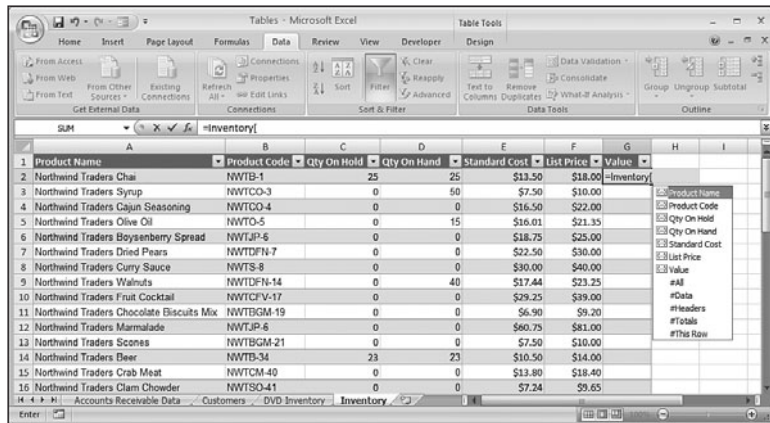 Tables - Microsoft Excel
Table Tools
Home Insert Page Layout Formulas Data Review View Developer Design
From Access
From Web
From Text
From Other Sources
Existing Connections
Get External Data
Refresh All
Connections
Properties
Edit Links
Connections
Sort
Filter
Clear
Reapply
Advanced
Sort & Filter
Text to Columns
Remove Duplicates
Data Validation
Consolidate
What-If Analysis
Data Tools
Group Ungroup Subtotal
Outline
SUM fx =Inventory[
A B C D E F G H I
1 Product Name Product Code Qty On Hold Qty On Hand Standard Cost List Price Value
2 Northwind Traders Chai NWTB-1 25 25 $13.50 $18.00 =Inventory[
3 Northwind Traders Syrup NWTCO-3 0 50 $7.50 $10.00
4 Northwind Traders Cajun Seasoning NWTCO-4 0 0 $16.50 $22.00
5 Northwind Traders Olive Oil NWTO-5 0 15 $16.01 $21.35
6 Northwind Traders Boysenberry Spread NWTJP-6 0 0 $18.75 $25.00
7 Northwind Traders Dried Pears NWTDFN-7 0 0 $22.50 $30.00
8 Northwind Traders Curry Sauce NWTS-8 0 0 $30.00 $40.00
9 Northwind Traders Walnuts NWTDFN-14 0 40 $17.44 $23.25
10 Northwind Traders Fruit Cocktail NWTCFV-17 0 0 $29.25 $39.00
11 Northwind Traders Chocolate Biscuits Mix NWTBGM-19 0 0 $6.90 $9.20
12 Northwind Traders Marmalade NWTJP-6 0 0 $60.75 $81.00
13 Northwind Traders Scones NWTBGM-21 0 0 $7.50 $10.00
14 Northwind Traders Beer NWTB-34 23 23 $10.50 $14.00
15 Northwind Traders Crab Meat NWTCM-40 0 0 $13.80 $18.40
16 Northwind Traders Clam Chowder NWTSO-41 0 0 $7.24 $9.65
Product Name
Product Code
Qty On Hold
Qty On Hand
Standard Cost
List Price
Value
#All
#Data
#Headers
#Totals
#This Row
Accounts Receivable Data Customers DVD Inventory Inventory
Enter 100%